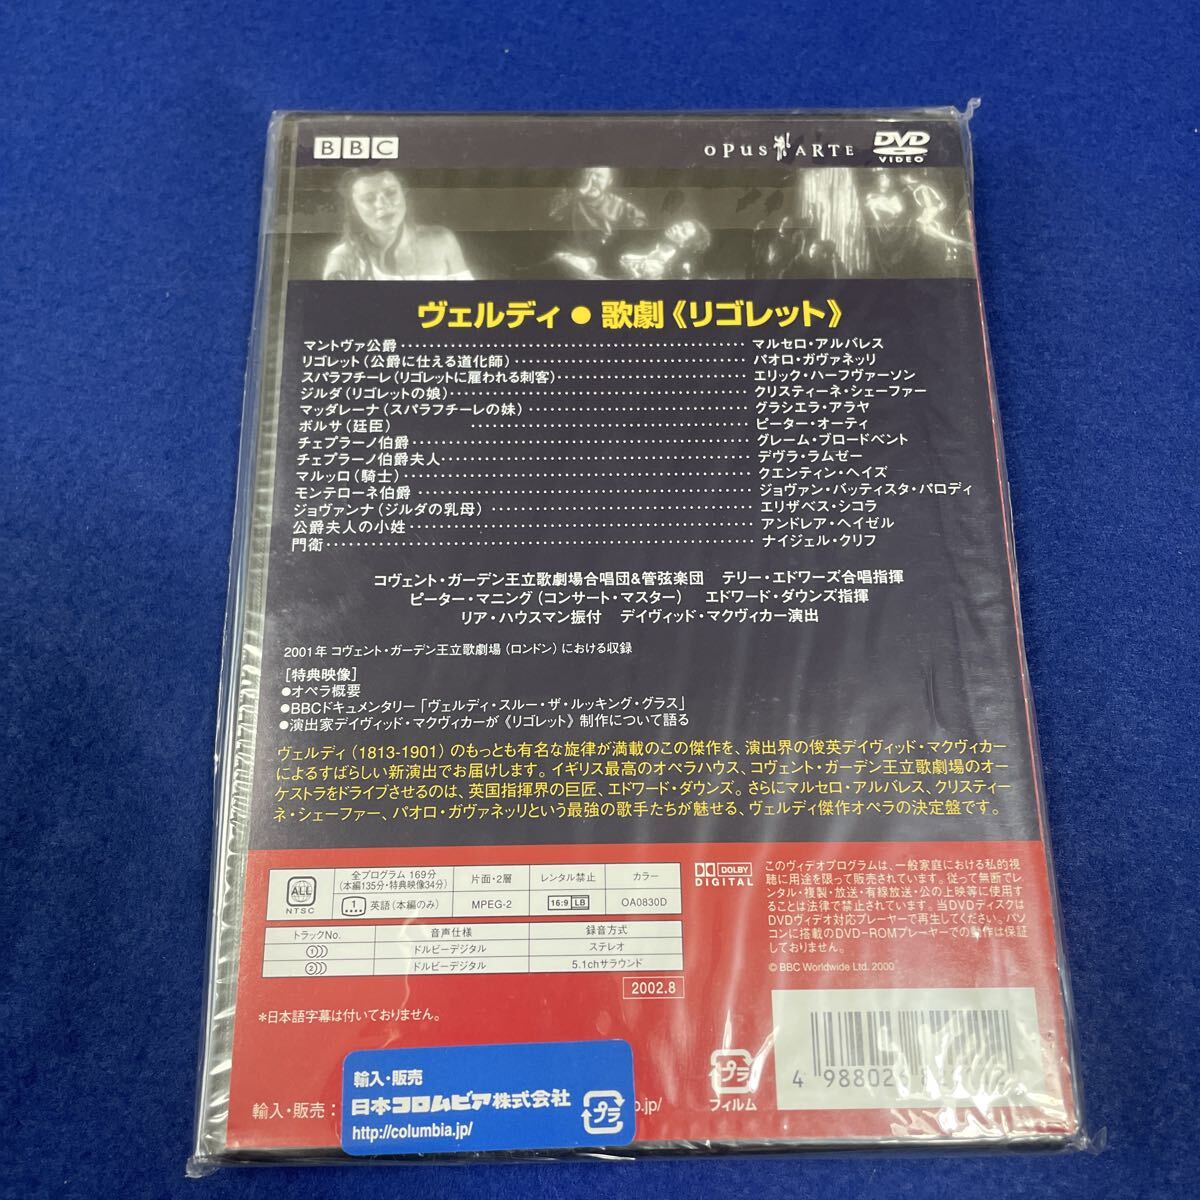 BBC
OPUS ARTE
DVD
VIDEO
ヴェルディ ● 歌劇《リゴレット》
マントヴァ公爵 マルセロ・アルバレス
リゴレット(公爵に仕える道化師) パオロ・ガヴァネッリ
スパラフチーレ(リゴレットに雇われる刺客) エリック・ハーフヴァーソン
ジルダ(リゴレットの娘) クリスティーネ・シェーファー
マッダレーナ(スパラフチーレの妹) グラシエラ・アラヤ
ボルサ(廷臣) ピーター・オーティ
チェプラーノ伯爵 グレーム・ブロードベント
チェプラーノ伯爵夫人 デヴラ・ラムゼー
マルッロ(騎士) クエンティン・ヘイズ
モンテローネ伯爵 ジョヴァン・バッティスタ・パロディ
ジョヴァンナ(ジルダの乳母) エリザベス・シコラ
公爵夫人の小姓 アンドレア・ヘイゼル
門衛 ナイジェル・クリフ
コヴェント・ガーデン王立歌劇場合唱団&管弦楽団 テリー・エドワーズ合唱指揮
ピーター・マニング(コンサート・マスター) エドワード・ダウンズ指揮
リア・ハウスマン振付 デイヴィッド・マクヴィカー演出
2001年 コヴェント・ガーデン王立歌劇場(ロンドン)における収録
[特典映像]
●オペラ概要
●BBCドキュメンタリー「ヴェルディ・スルー・ザ・ルッキング・グラス」
●演出家デイヴィッド・マクヴィカーが《リゴレット》制作について語る
ヴェルディ(1813-1901)のもっとも有名な旋律が満載のこの傑作を、演出界の俊英デイヴィッド・マクヴィカー
によるすばらしい新演出でお届けします。イギリス最高のオペラハウス、コヴェント・ガーデン王立歌劇場のオー
ケストラをドライブさせるのは、英国指揮界の巨匠、エドワード・ダウンズ。さらにマルセロ・アルバレス、クリスティー
ネ・シェーファー、パオロ・ガヴァネッリという最強の歌手たちが魅せる、ヴェルディ傑作オペラの決定盤です。
ALL
NTSC
全プログラム 169分
(本編135分・特典映像34分)
片面・2層
レンタル禁止
カラー
1 英語(本編のみ)
MPEG-2
16:9 LB
OA0830D
トラックNo. 音声仕様 録音方式
1 ドルビーデジタル ステレオ
2 ドルビーデジタル 5.1chサラウンド
2002.8
DOLBY
DIGITAL
このヴィデオプログラムは、一般家庭における私的視
聴に用途を限って販売されています。従って無断でレ
ンタル・複製・放送・有線放送・公の上映等に使用す
ることは法律で禁止されています。当DVDディスクは
DVDヴィデオ対応プレーヤーで再生してください。パソ
コンに搭載のDVD-ROMプレーヤーでの動作は保証
しておりません。
© BBC Worldwide Ltd. 2000
*日本語字幕は付いておりません。
輸入・販売:
輸入・販売
日本コロムビア株式会社
http://columbia.jp/
プラ
.jp/
プラ
フィルム
4 988026